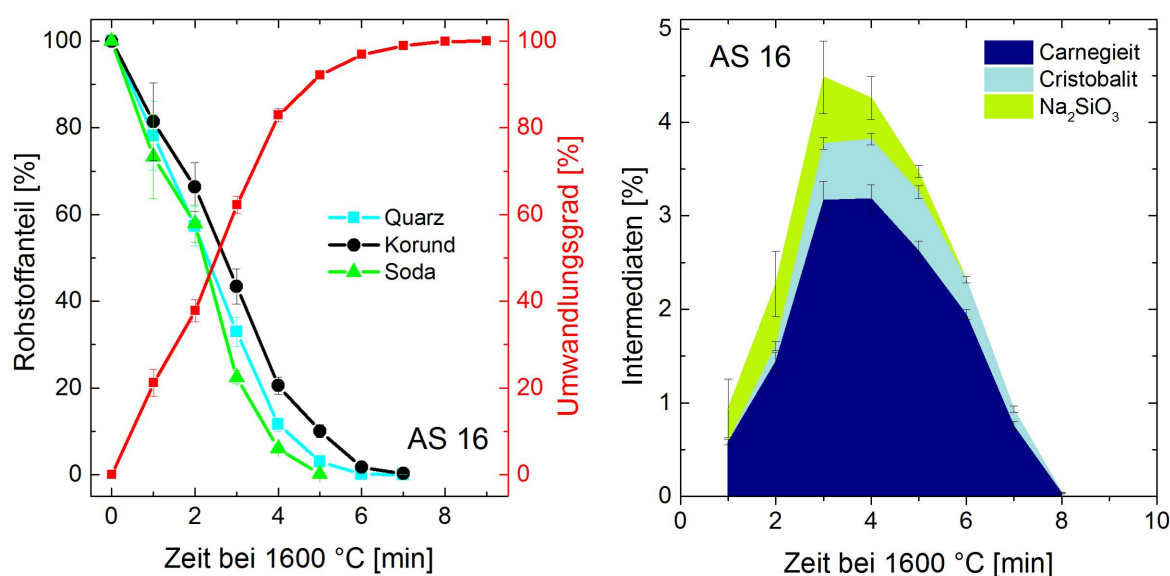 100
80
60
40
20
0
Rohstoffanteil [%]
Quarz
Korund
Soda
AS 16
100
80
60
40
20
0
Umwandlungsgrad [%]
0 2 4 6 8
Zeit bei 1600 °C [min]
AS 16
Carnegieit
Cristobalit
Na₂SiO₃
5
4
3
2
1
0
Intermediaten [%]
0 2 4 6 8 10
Zeit bei 1600 °C [min]